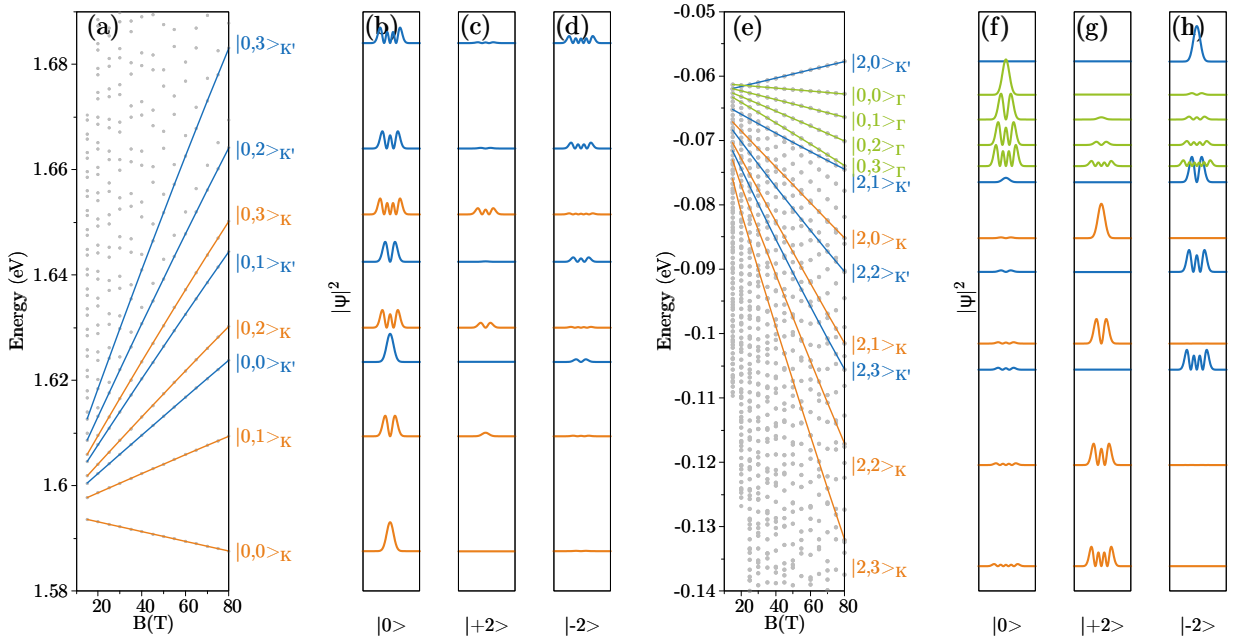 (a)
(b)
(c)
(d)
(e)
(f)
(g)
(h)
Energy (eV)
1.68
1.66
1.64
1.62
1.6
1.58
20 40 60 80
B(T)
|0,3>K'
|0,2>K'
|0,3>K
|0,1>K'
|0,2>K
|0,0>K'
|0,1>K
|0,0>K
|ψ|²
|0>
|+2>
|-2>
Energy (eV)
-0.05
-0.06
-0.07
-0.08
-0.09
-0.1
-0.11
-0.12
-0.13
-0.14
20 40 60 80
B(T)
|2,0>K'
|0,0>Γ
|0,1>Γ
|0,2>Γ
|0,3>Γ
|2,1>K'
|2,0>K
|2,2>K'
|2,1>K
|2,3>K'
|2,2>K
|2,3>K
|ψ|²
|0>
|+2>
|-2>